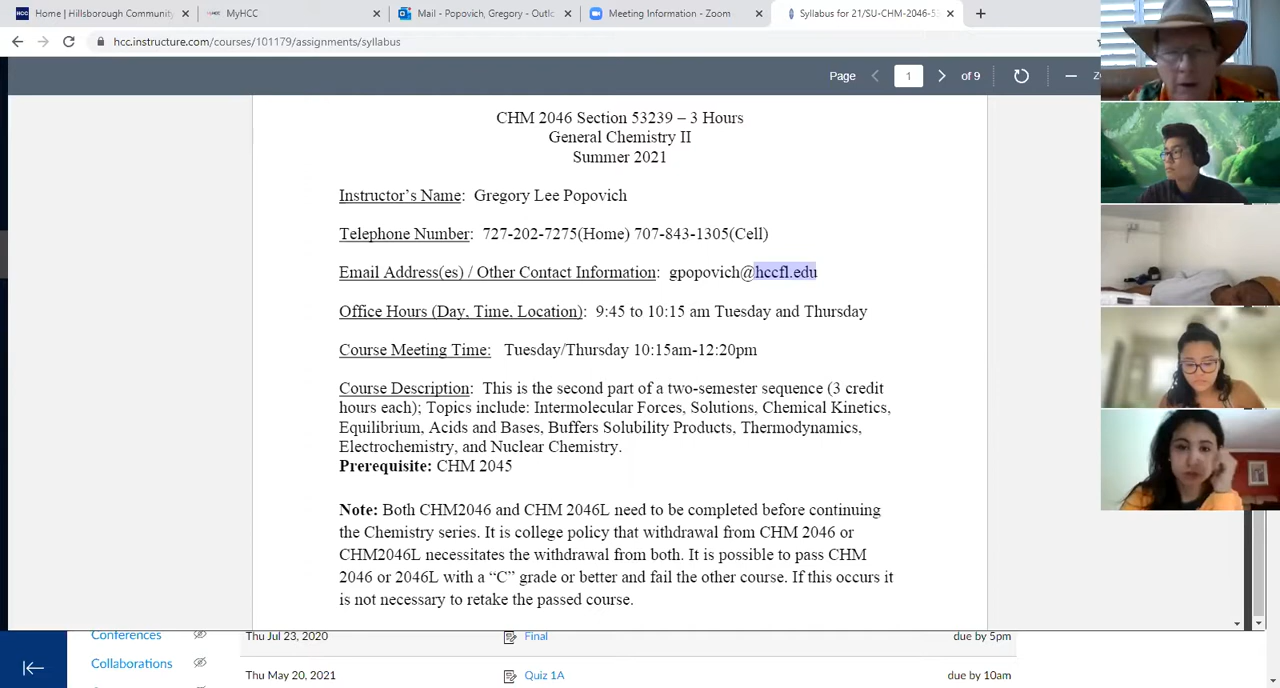 Home | Hillsborough Community
MyHCC
Mail - Popovich, Gregory - Outlo
Meeting Information - Zoom
Syllabus for 21/SU-CHM-2046-53
hcc.instructure.com/courses/101179/assignments/syllabus
Page 1 of 9
CHM 2046 Section 53239 – 3 Hours
General Chemistry II
Summer 2021
Instructor's Name: Gregory Lee Popovich
Telephone Number: 727-202-7275(Home) 707-843-1305(Cell)
Email Address(es) / Other Contact Information: gpopovich@hccfl.edu
Office Hours (Day, Time, Location): 9:45 to 10:15 am Tuesday and Thursday
Course Meeting Time: Tuesday/Thursday 10:15am-12:20pm
Course Description: This is the second part of a two-semester sequence (3 credit
hours each); Topics include: Intermolecular Forces, Solutions, Chemical Kinetics,
Equilibrium, Acids and Bases, Buffers Solubility Products, Thermodynamics,
Electrochemistry, and Nuclear Chemistry.
Prerequisite: CHM 2045
Note: Both CHM2046 and CHM 2046L need to be completed before continuing
the Chemistry series. It is college policy that withdrawal from CHM 2046 or
CHM2046L necessitates the withdrawal from both. It is possible to pass CHM
2046 or 2046L with a “C” grade or better and fail the other course. If this occurs it
is not necessary to retake the passed course.
Conferences
Thu Jul 23, 2020 Final due by 5pm
Collaborations
Thu May 20, 2021 Quiz 1A due by 10am